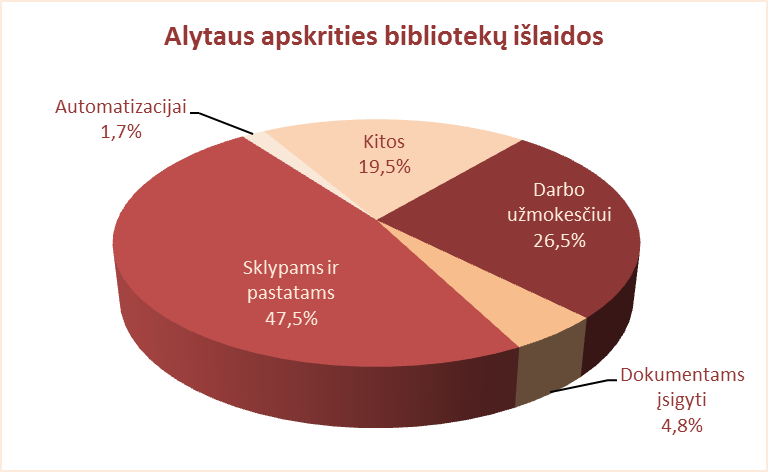 Alytaus apskrities bibliotekų išlaidos
Automatizacijai
1,7%
Kitos
19,5%
Darbo
užmokesčiui
26,5%
Sklypams ir
pastatams
47,5%
Dokumentams
įsigyti
4,8%